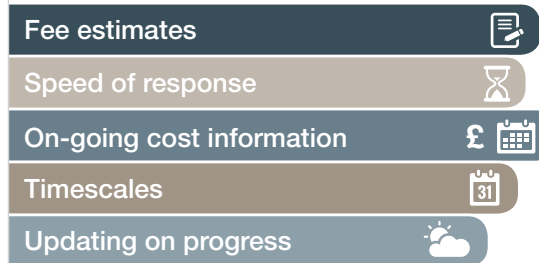 Fee estimates
Speed of response
On-going cost information £
Timescales 31
Updating on progress